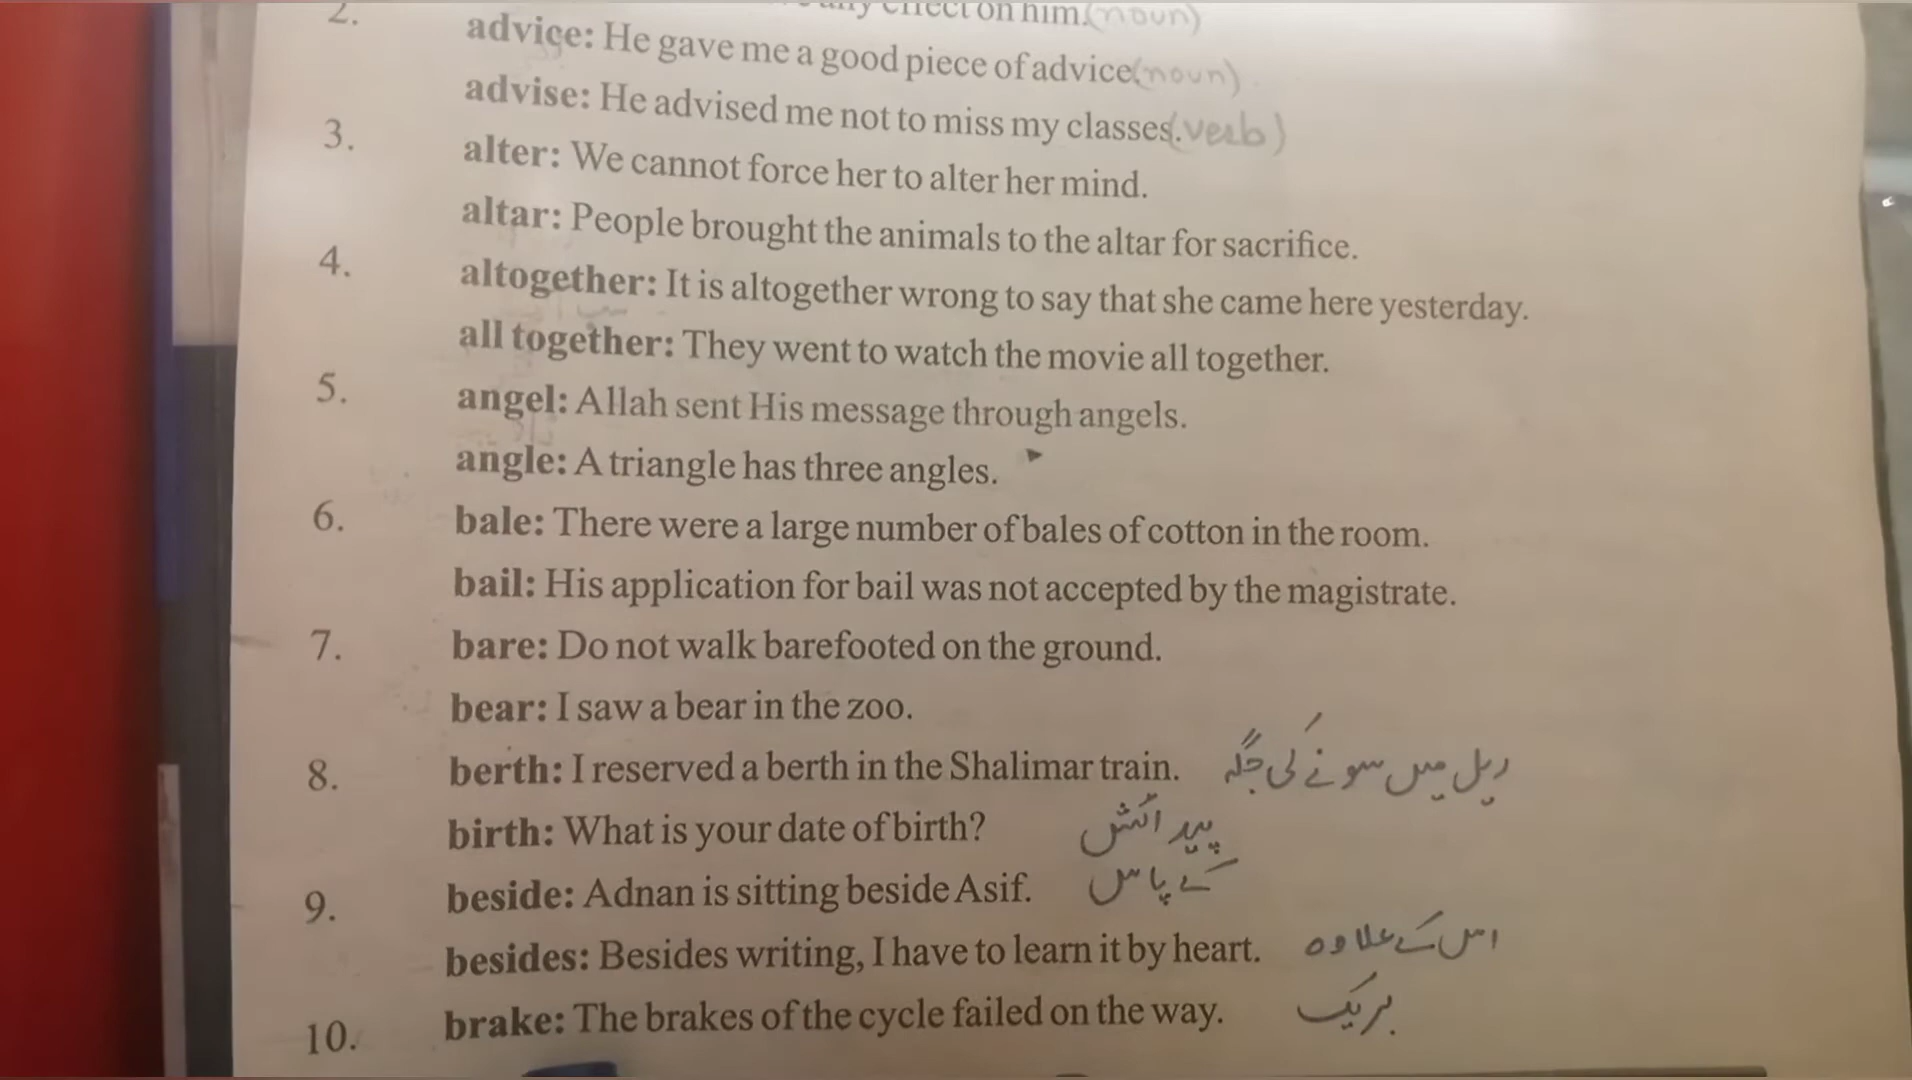 effect on him. (noun)
2. advice: He gave me a good piece of advice. (noun)
advise: He advised me not to miss my classes. (verb)
3. alter: We cannot force her to alter her mind.
altar: People brought the animals to the altar for sacrifice.
4. altogether: It is altogether wrong to say that she came here yesterday.
all together: They went to watch the movie all together.
5. angel: Allah sent His message through angels.
angle: A triangle has three angles.
6. bale: There were a large number of bales of cotton in the room.
bail: His application for bail was not accepted by the magistrate.
7. bare: Do not walk barefooted on the ground.
bear: I saw a bear in the zoo.
8. berth: I reserved a berth in the Shalimar train. ریل میں سونے کی جگہ
birth: What is your date of birth? پیدائش
9. beside: Adnan is sitting beside Asif. کے پاس
besides: Besides writing, I have to learn it by heart. اس کے علاوہ
10. brake: The brakes of the cycle failed on the way. بریک